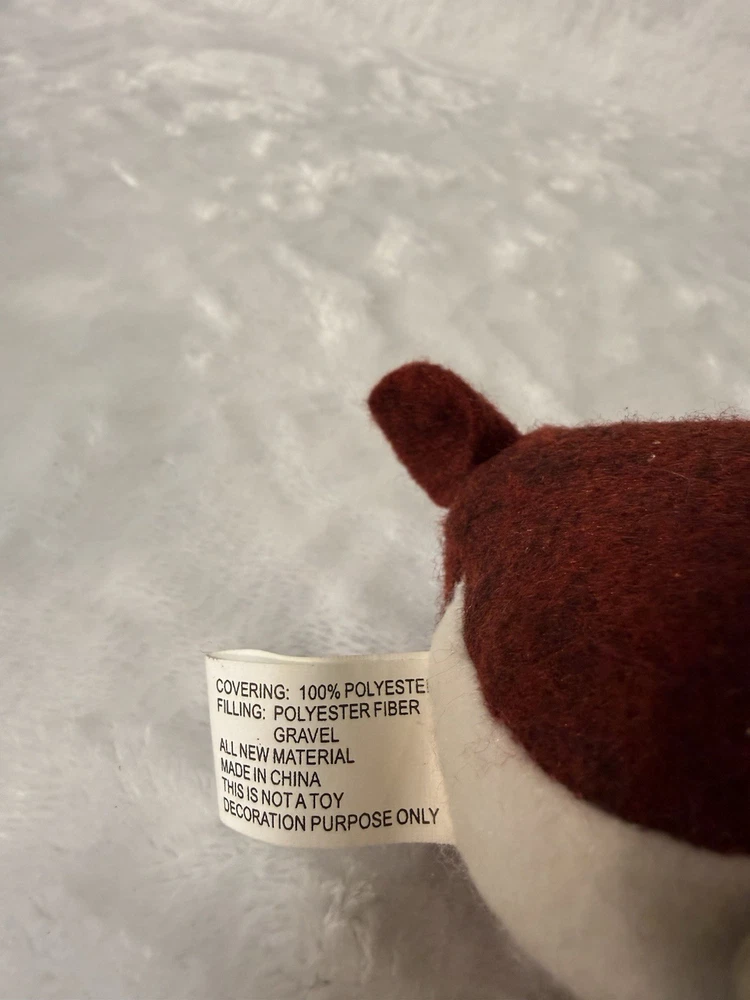 COVERING: 100% POLYESTE
FILLING: POLYESTER FIBER
GRAVEL
ALL NEW MATERIAL
MADE IN CHINA
THIS IS NOT A TOY
DECORATION PURPOSE ONLY